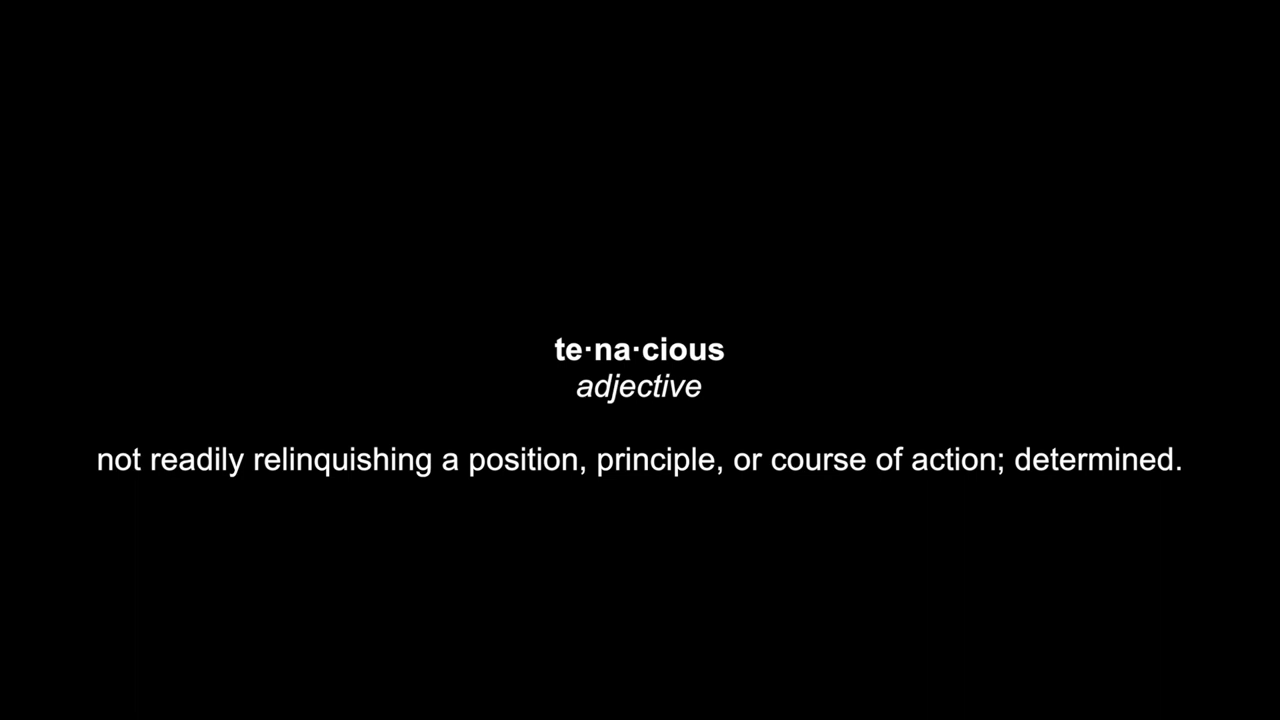 te·na·cious
adjective
not readily relinquishing a position, principle, or course of action; determined.